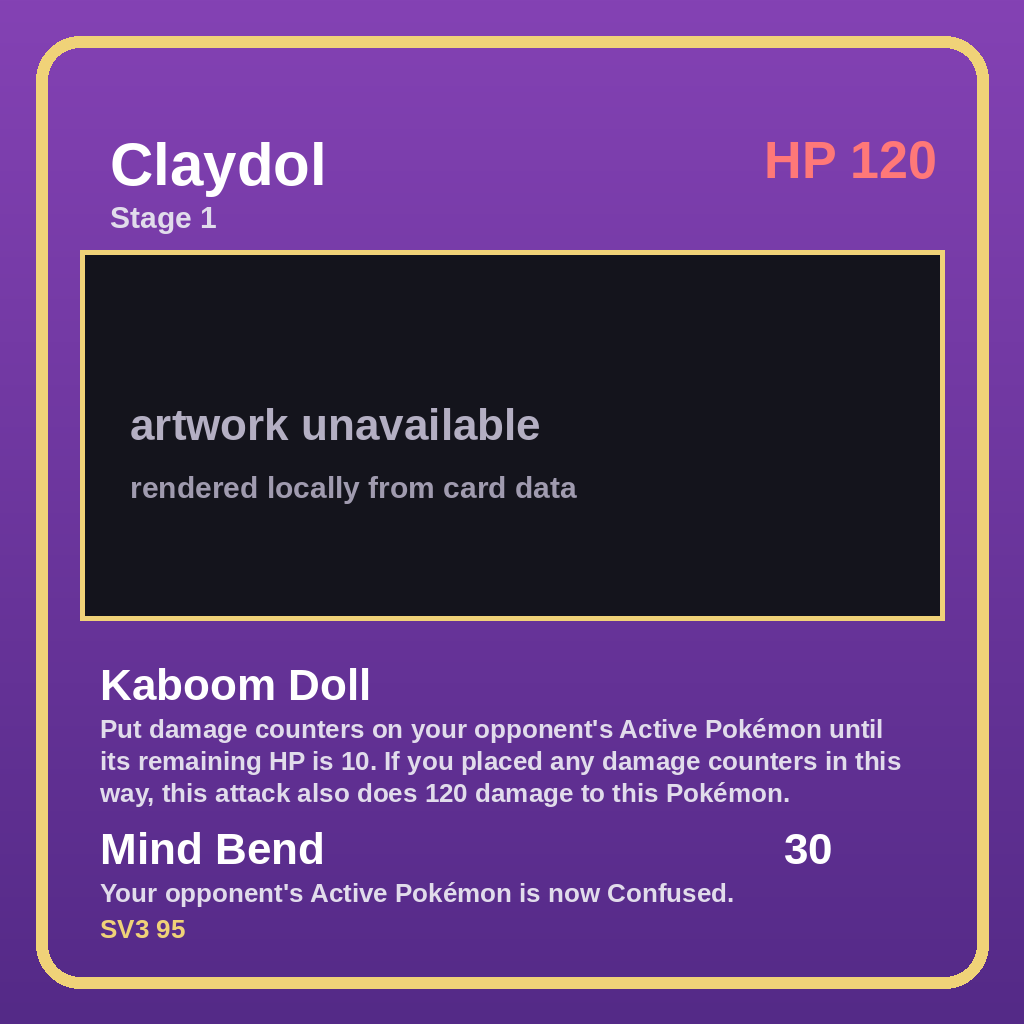 Claydol
HP 120
Stage 1
artwork unavailable
rendered locally from card data
Kaboom Doll
Put damage counters on your opponent's Active Pokémon until
its remaining HP is 10. If you placed any damage counters in this
way, this attack also does 120 damage to this Pokémon.
Mind Bend
30
Your opponent's Active Pokémon is now Confused.
SV3 95